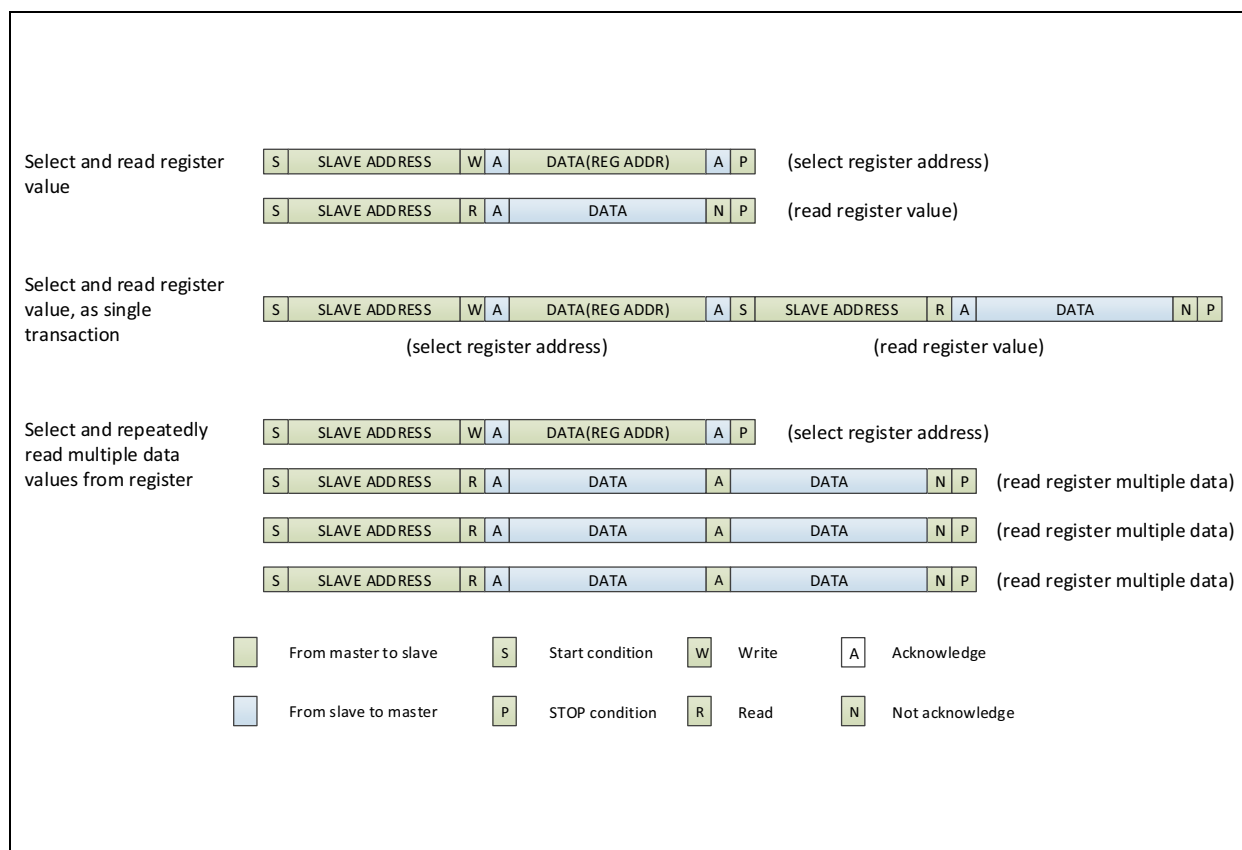 Select and read register
value
S SLAVE ADDRESS W A DATA(REG ADDR) A P (select register address)
S SLAVE ADDRESS R A DATA N P (read register value)
Select and read register
value, as single
transaction
S SLAVE ADDRESS W A DATA(REG ADDR) A S SLAVE ADDRESS R A DATA N P
(select register address) (read register value)
Select and repeatedly
read multiple data
values from register
S SLAVE ADDRESS W A DATA(REG ADDR) A P (select register address)
S SLAVE ADDRESS R A DATA A DATA N P (read register multiple data)
S SLAVE ADDRESS R A DATA A DATA N P (read register multiple data)
S SLAVE ADDRESS R A DATA A DATA N P (read register multiple data)
From master to slave S Start condition W Write A Acknowledge
From slave to master P STOP condition R Read N Not acknowledge